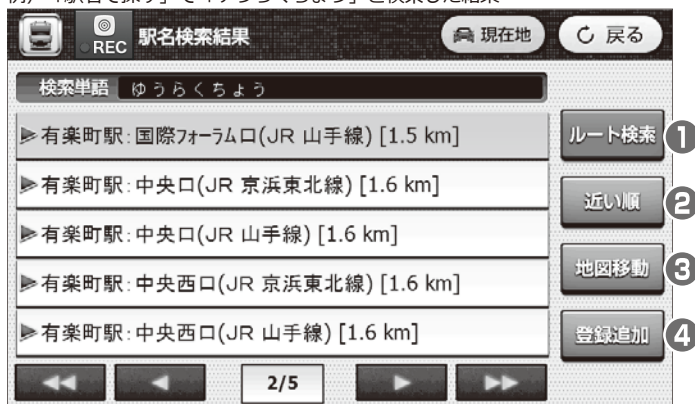 REC 駅名検索結果 現在地 戻る
検索単語 ゆうらくちょう
▶有楽町駅:国際フォーラム口(JR 山手線) [1.5 km]
ルート検索 ❶
▶有楽町駅:中央口(JR 京浜東北線) [1.6 km]
近い順 ❷
▶有楽町駅:中央口(JR 山手線) [1.6 km]
地図移動 ❸
▶有楽町駅:中央西口(JR 京浜東北線) [1.6 km]
▶有楽町駅:中央西口(JR 山手線) [1.6 km]
登録追加 ❹
2/5